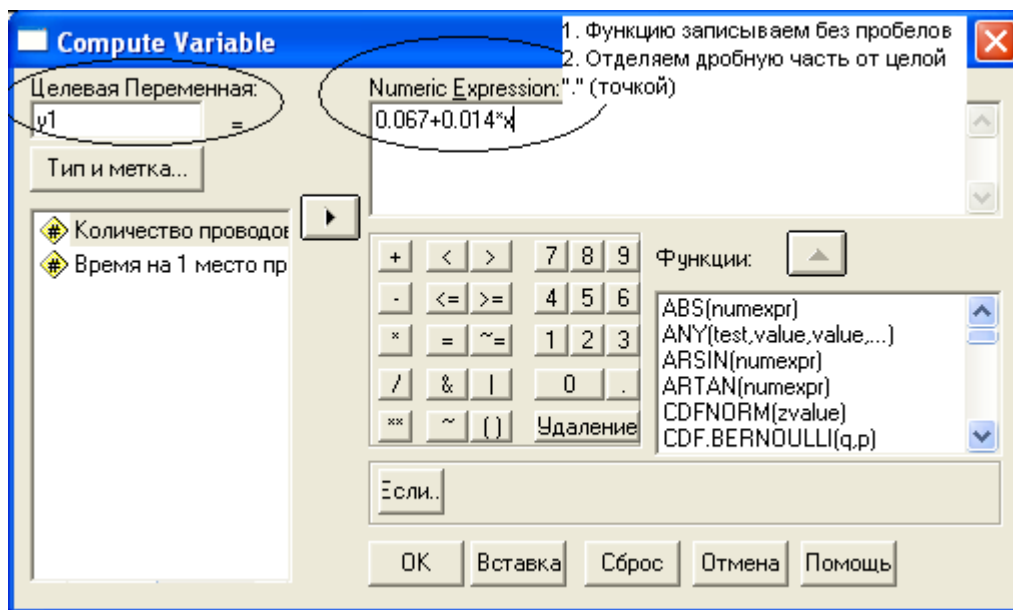 Compute Variable
1. Функцию записываем без пробелов
2. Отделяем дробную часть от целой
"." (точкой)
Целевая Переменная:
y1
=
Numeric Expression:
0.067+0.014*x
Тип и метка...
Количество проводов
Время на 1 место пр
+ < > 7 8 9
- <= >= 4 5 6
* = ~= 1 2 3
/ & | 0 .
** ~ () Удаление
Функции:
ABS(numexpr)
ANY(test,value,value,...)
ARSIN(numexpr)
ARTAN(numexpr)
CDFNORM(zvalue)
CDF.BERNOULLI(q,p)
Если..
OK
Вставка
Сброс
Отмена
Помощь